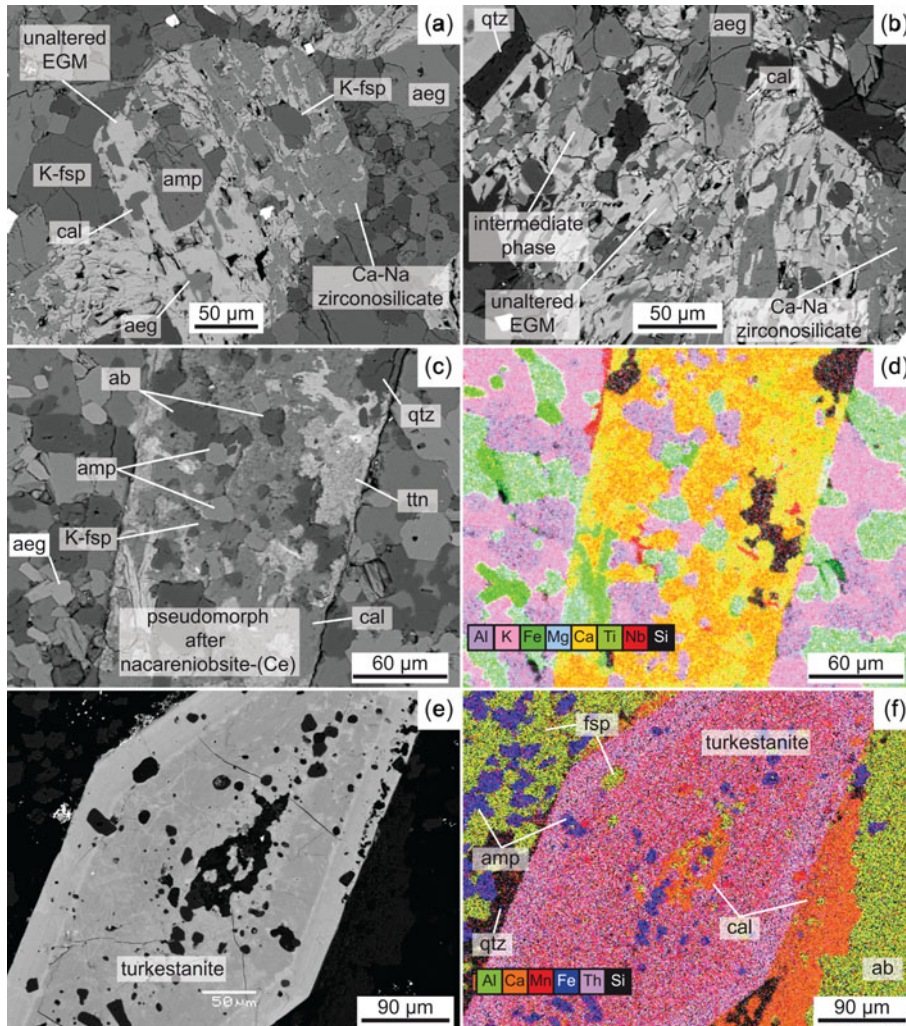 (a)
unaltered
EGM
K-fsp
aeg
K-fsp
amp
cal
aeg
50 µm
Ca-Na
zirconosilicate
(b)
qtz
aeg
cal
intermediate
phase
unaltered
EGM
50 µm
Ca-Na
zirconosilicate
(c)
ab
qtz
amp
ttn
K-fsp
aeg
pseudomorph
after
nacareniobsite-(Ce)
cal
60 µm
(d)
Al K Fe Mg Ca Ti Nb Si
60 µm
(e)
turkestanite
50 µm
90 µm
(f)
fsp
turkestanite
amp
cal
qtz
Al Ca Mn Fe Th Si
ab
90 µm